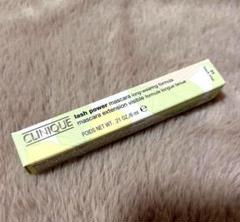 CLINIQUE
lash power mascara long-wearing formula
mascara extension visible formule longue tenue
POIDS NET WT. .21 OZ./6 ml ℮